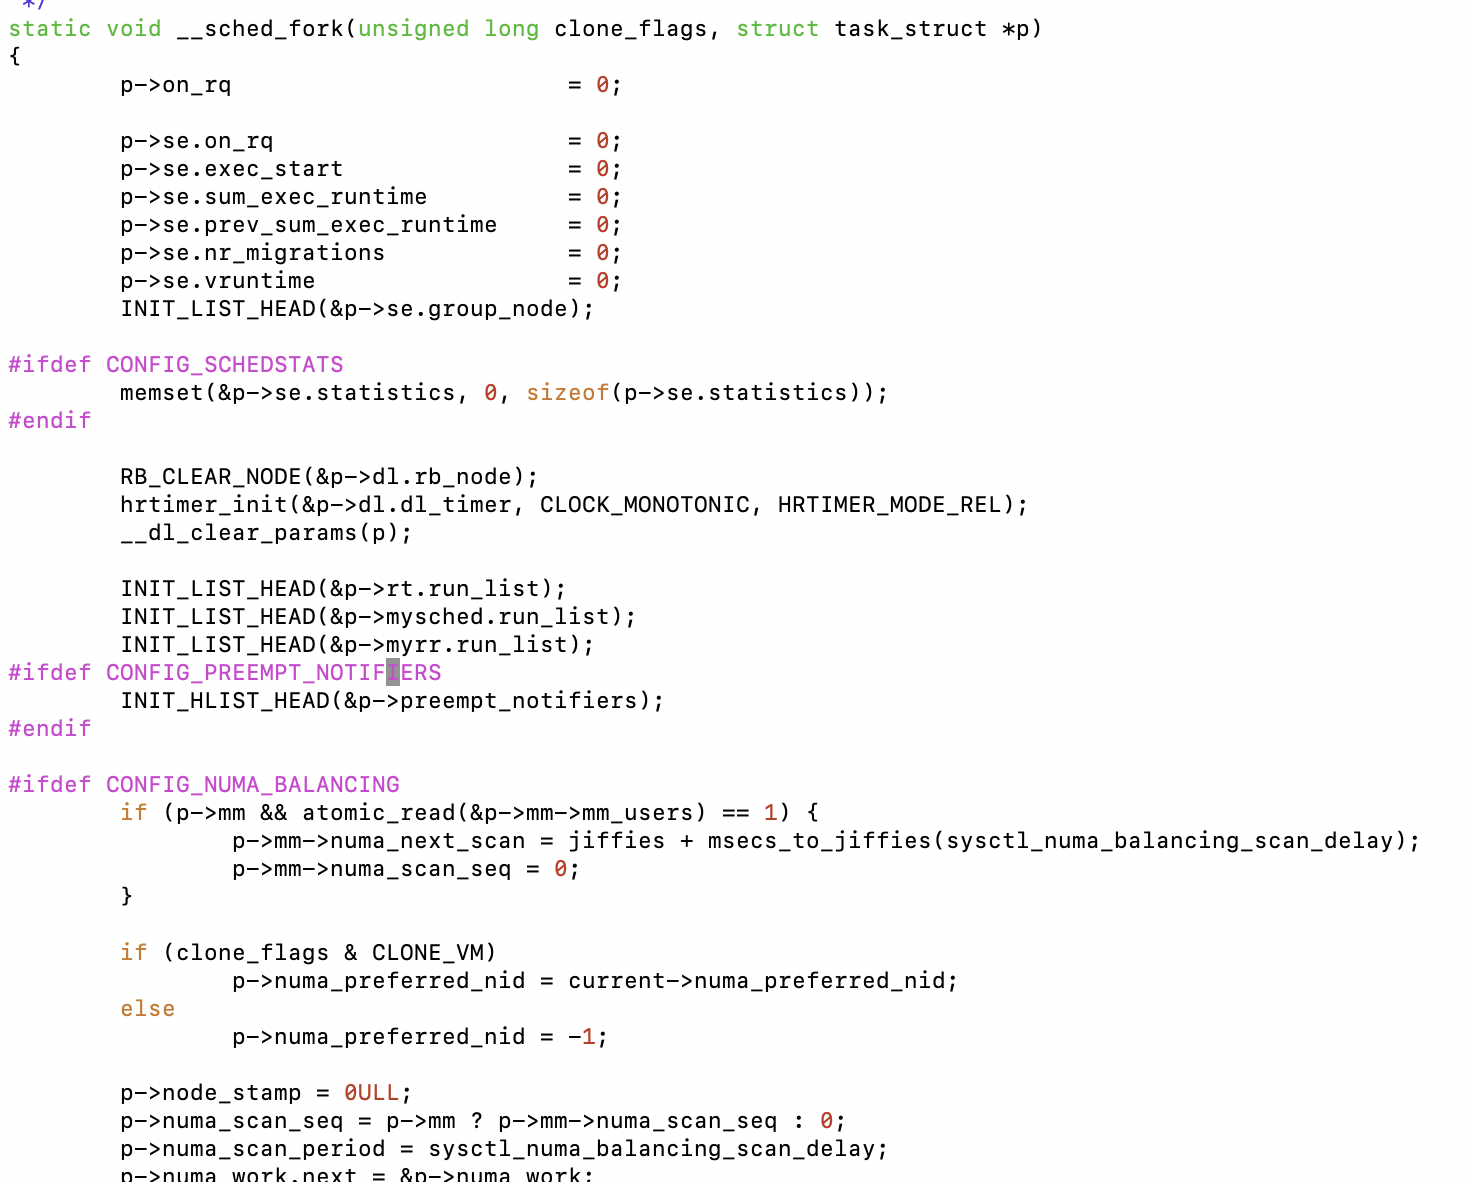 */
static void __sched_fork(unsigned long clone_flags, struct task_struct *p)
{
        p->on_rq                        = 0;

        p->se.on_rq                     = 0;
        p->se.exec_start                = 0;
        p->se.sum_exec_runtime          = 0;
        p->se.prev_sum_exec_runtime     = 0;
        p->se.nr_migrations             = 0;
        p->se.vruntime                  = 0;
        INIT_LIST_HEAD(&p->se.group_node);

#ifdef CONFIG_SCHEDSTATS
        memset(&p->se.statistics, 0, sizeof(p->se.statistics));
#endif

        RB_CLEAR_NODE(&p->dl.rb_node);
        hrtimer_init(&p->dl.dl_timer, CLOCK_MONOTONIC, HRTIMER_MODE_REL);
        __dl_clear_params(p);

        INIT_LIST_HEAD(&p->rt.run_list);
        INIT_LIST_HEAD(&p->mysched.run_list);
        INIT_LIST_HEAD(&p->myrr.run_list);
#ifdef CONFIG_PREEMPT_NOTIFIERS
        INIT_HLIST_HEAD(&p->preempt_notifiers);
#endif

#ifdef CONFIG_NUMA_BALANCING
        if (p->mm && atomic_read(&p->mm->mm_users) == 1) {
                p->mm->numa_next_scan = jiffies + msecs_to_jiffies(sysctl_numa_balancing_scan_delay);
                p->mm->numa_scan_seq = 0;
        }

        if (clone_flags & CLONE_VM)
                p->numa_preferred_nid = current->numa_preferred_nid;
        else
                p->numa_preferred_nid = -1;

        p->node_stamp = 0ULL;
        p->numa_scan_seq = p->mm ? p->mm->numa_scan_seq : 0;
        p->numa_scan_period = sysctl_numa_balancing_scan_delay;
        p->numa_work.next = &p->numa_work;